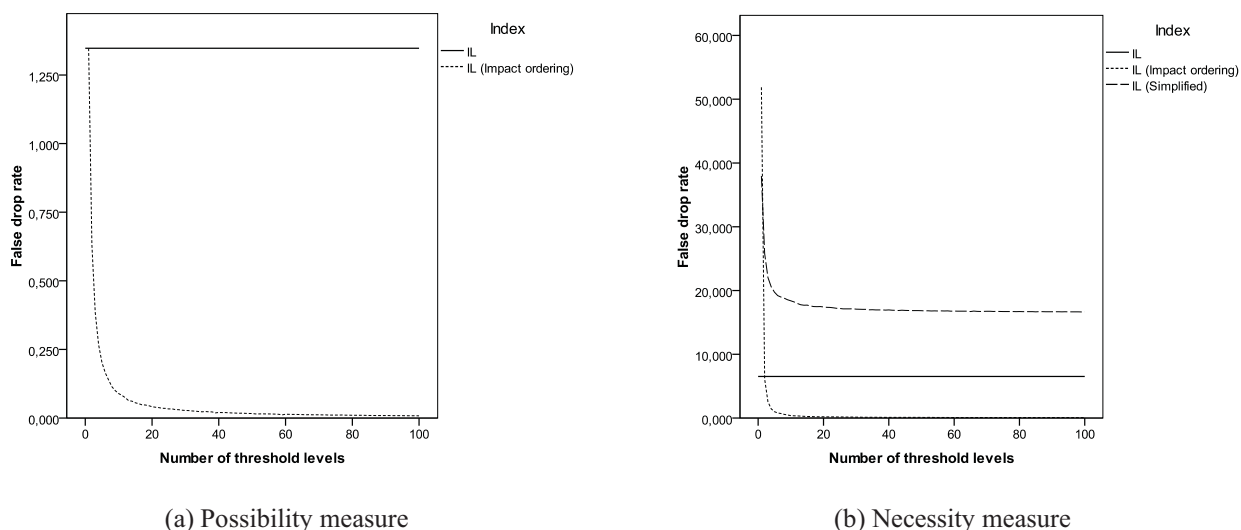 Index
IL
IL (Impact ordering)
1,250
1,000
0,750
0,500
0,250
0,000
False drop rate
0 20 40 60 80 100
Number of threshold levels
(a) Possibility measure
Index
IL
IL (Impact ordering)
IL (Simplified)
60,000
50,000
40,000
30,000
20,000
10,000
0,000
False drop rate
0 20 40 60 80 100
Number of threshold levels
(b) Necessity measure